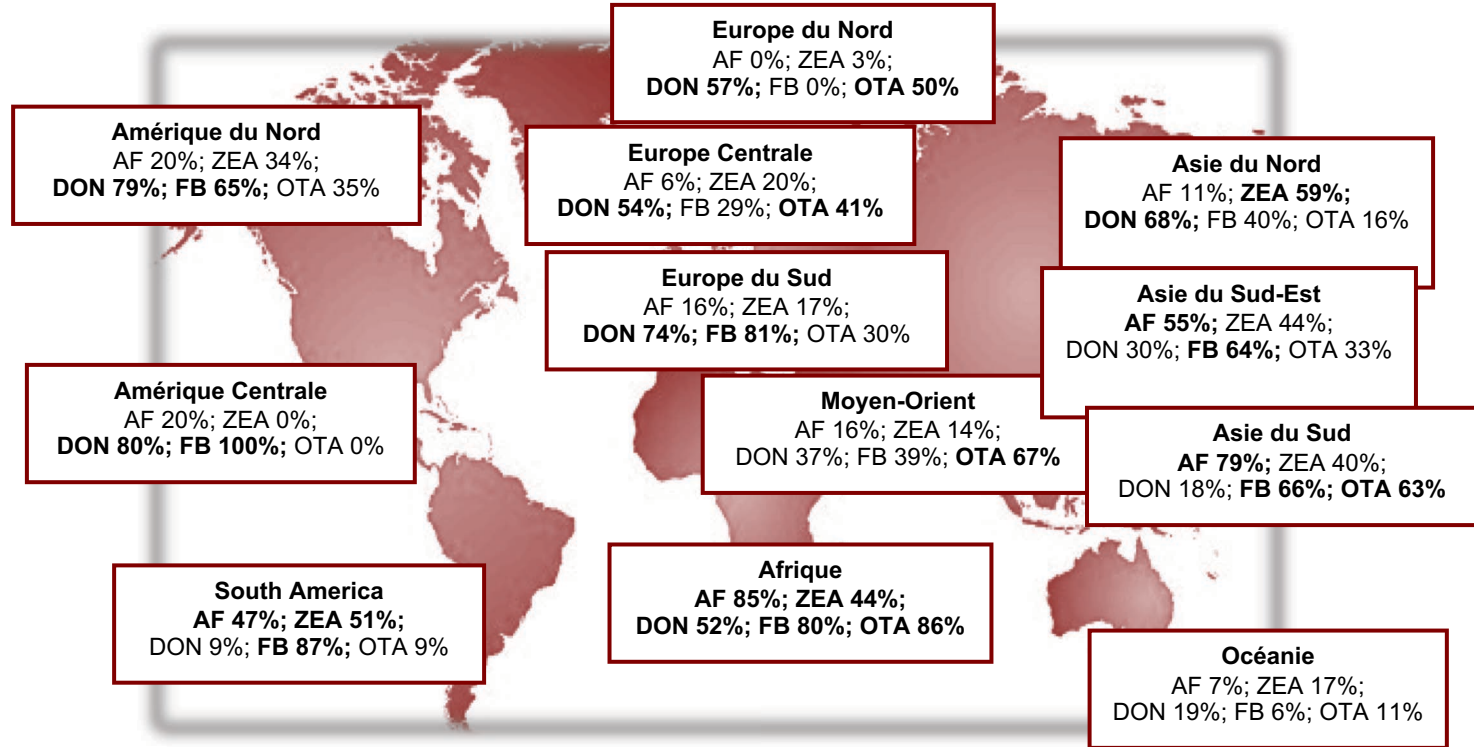 Europe du Nord
AF 0%; ZEA 3%;
DON 57%; FB 0%; OTA 50%
Amérique du Nord
AF 20%; ZEA 34%;
DON 79%; FB 65%; OTA 35%
Europe Centrale
AF 6%; ZEA 20%;
DON 54%; FB 29%; OTA 41%
Asie du Nord
AF 11%; ZEA 59%;
DON 68%; FB 40%; OTA 16%
Europe du Sud
AF 16%; ZEA 17%;
DON 74%; FB 81%; OTA 30%
Asie du Sud-Est
AF 55%; ZEA 44%;
DON 30%; FB 64%; OTA 33%
Amérique Centrale
AF 20%; ZEA 0%;
DON 80%; FB 100%; OTA 0%
Moyen-Orient
AF 16%; ZEA 14%;
DON 37%; FB 39%; OTA 67%
Asie du Sud
AF 79%; ZEA 40%;
DON 18%; FB 66%; OTA 63%
South America
AF 47%; ZEA 51%;
DON 9%; FB 87%; OTA 9%
Afrique
AF 85%; ZEA 44%;
DON 52%; FB 80%; OTA 86%
Océanie
AF 7%; ZEA 17%;
DON 19%; FB 6%; OTA 11%